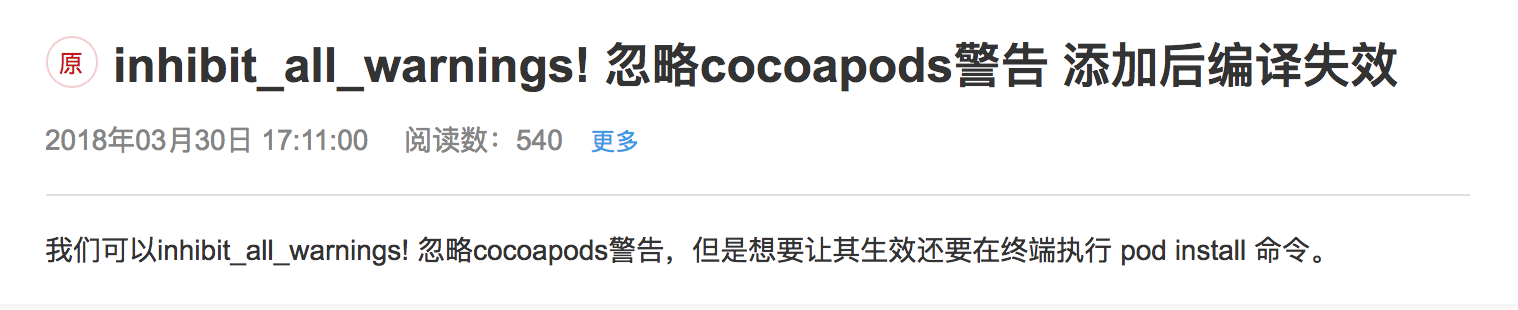 原 inhibit_all_warnings! 忽略cocoapods警告 添加后编译失效
2018年03月30日 17:11:00 阅读数：540 更多
我们可以inhibit_all_warnings! 忽略cocoapods警告，但是想要让其生效还要在终端执行 pod install 命令。